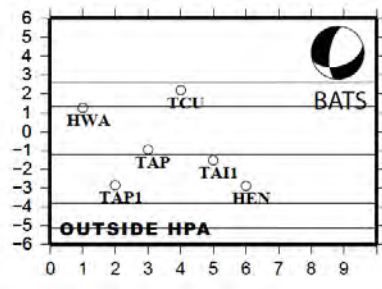 6
5
4
3
2
1
0
−1
−2
−3
−4
−5
−6
BATS
TCU
HWA
TAP
TAI1
TAP1
HEN
OUTSIDE HPA
0 1 2 3 4 5 6 7 8 9